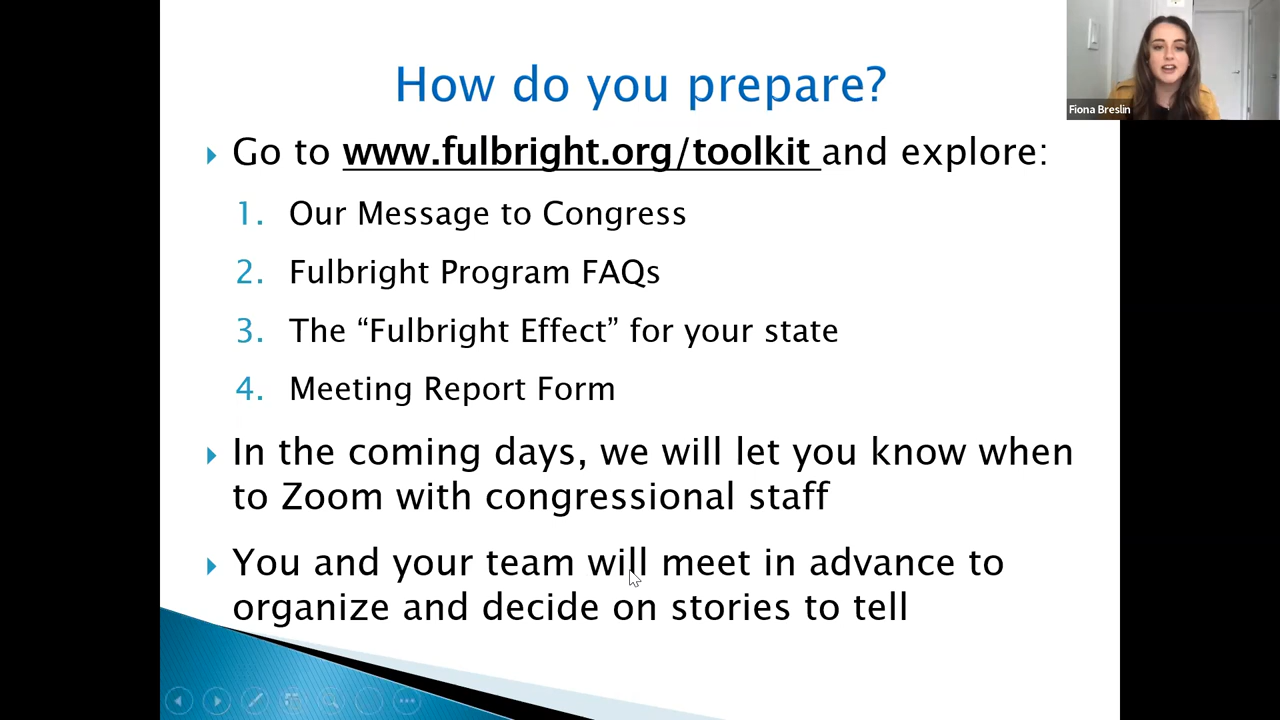 How do you prepare?
Fiona Breslin
Go to www.fulbright.org/toolkit and explore:
1. Our Message to Congress
2. Fulbright Program FAQs
3. The “Fulbright Effect” for your state
4. Meeting Report Form
In the coming days, we will let you know when
to Zoom with congressional staff
You and your team will meet in advance to
organize and decide on stories to tell